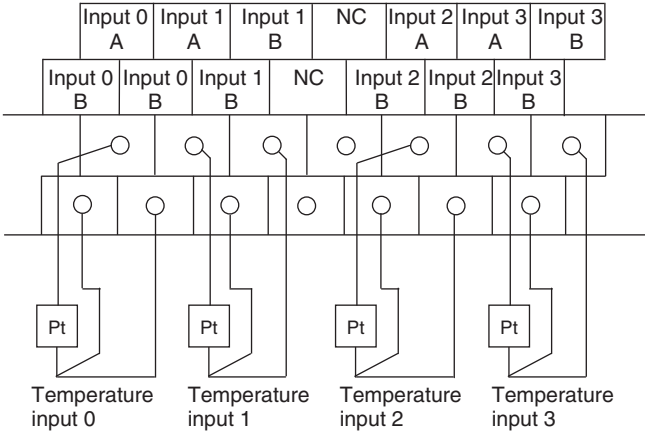 Input 0 Input 1 Input 1 NC Input 2 Input 3 Input 3
A A B A A B
Input 0 Input 0 Input 1 NC Input 2 Input 2 Input 3
B B B B B B
Pt Pt Pt Pt
Temperature Temperature Temperature Temperature
input 0 input 1 input 2 input 3